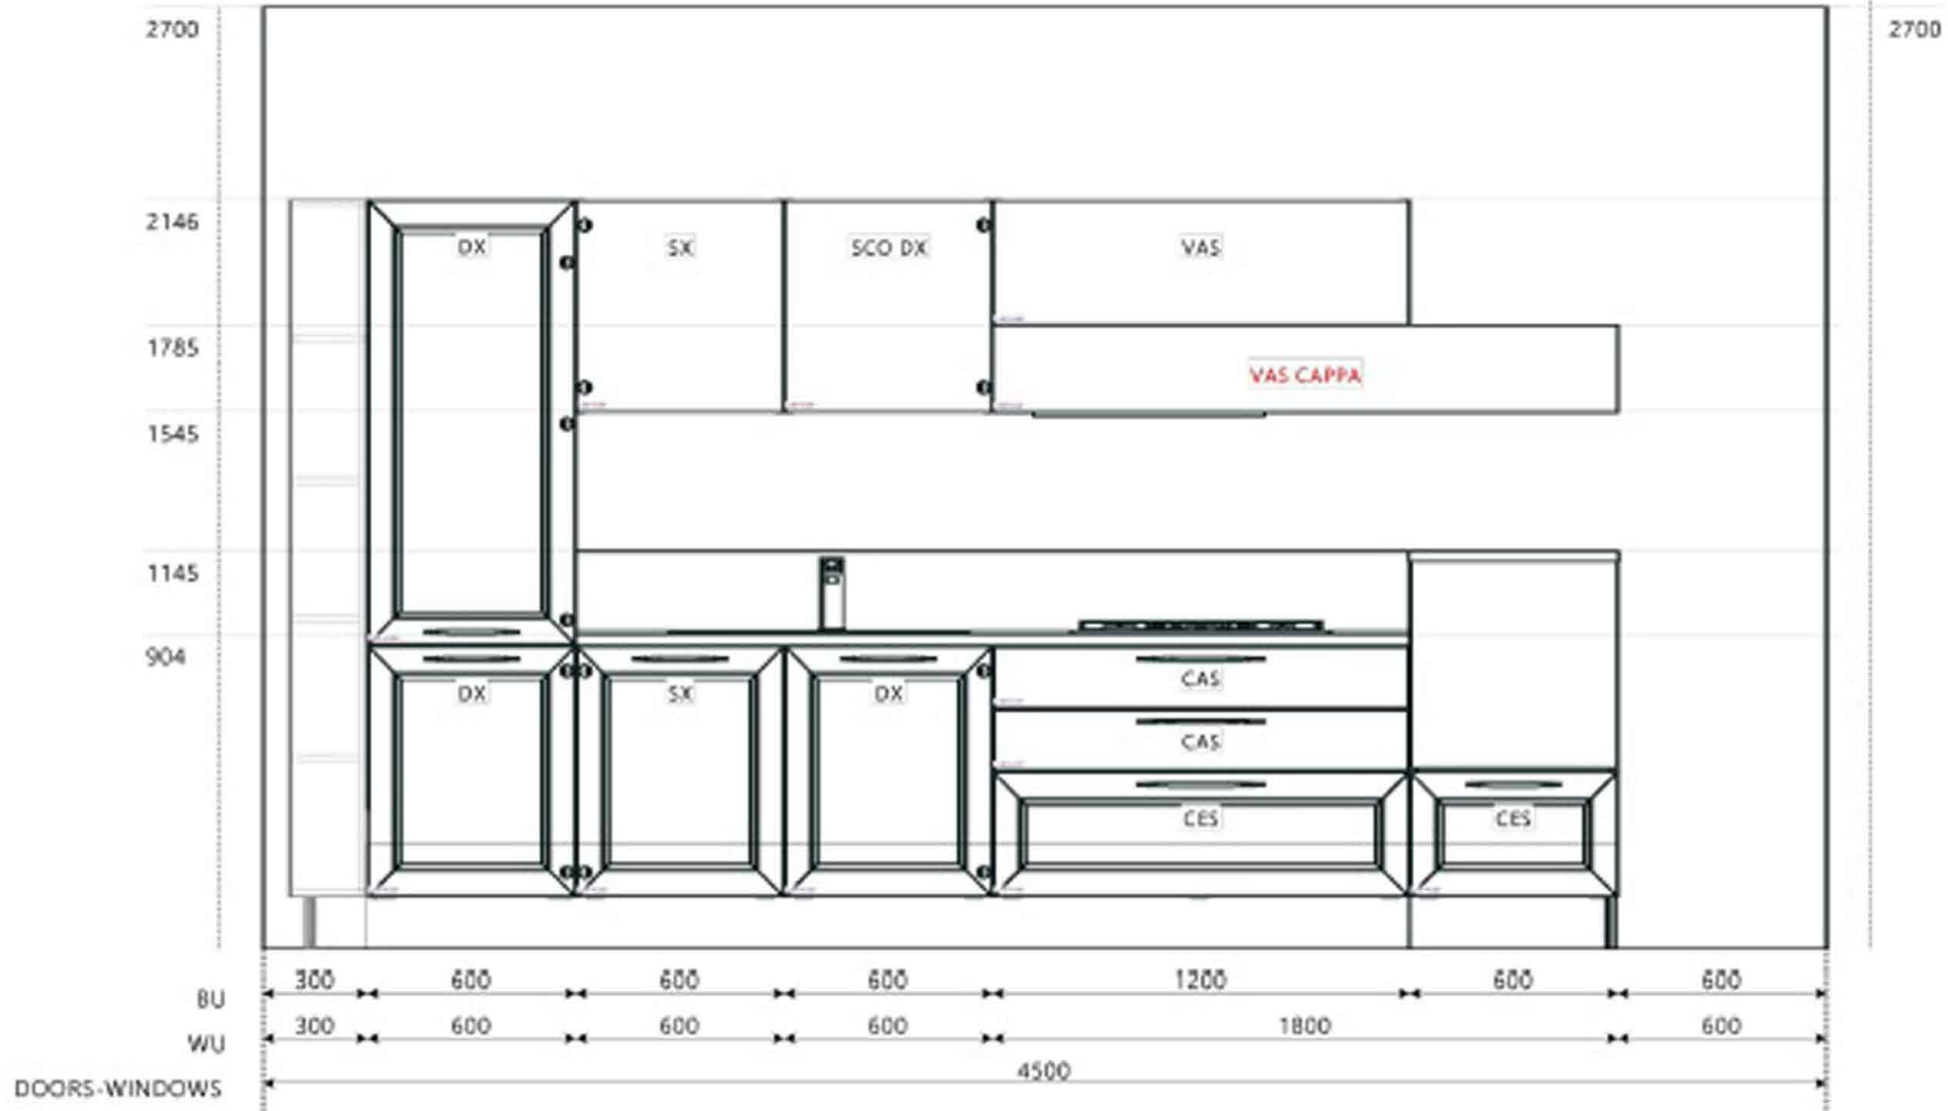 2700 2700
2146
DX SX SCO DX VAS
1785
VAS CAPPA
1545
1145
904
DX SX DX CAS
CAS
CES CES
300 600 600 600 1200 600 600
BU
300 600 600 600 1800 600
WU
4500
DOORS-WINDOWS